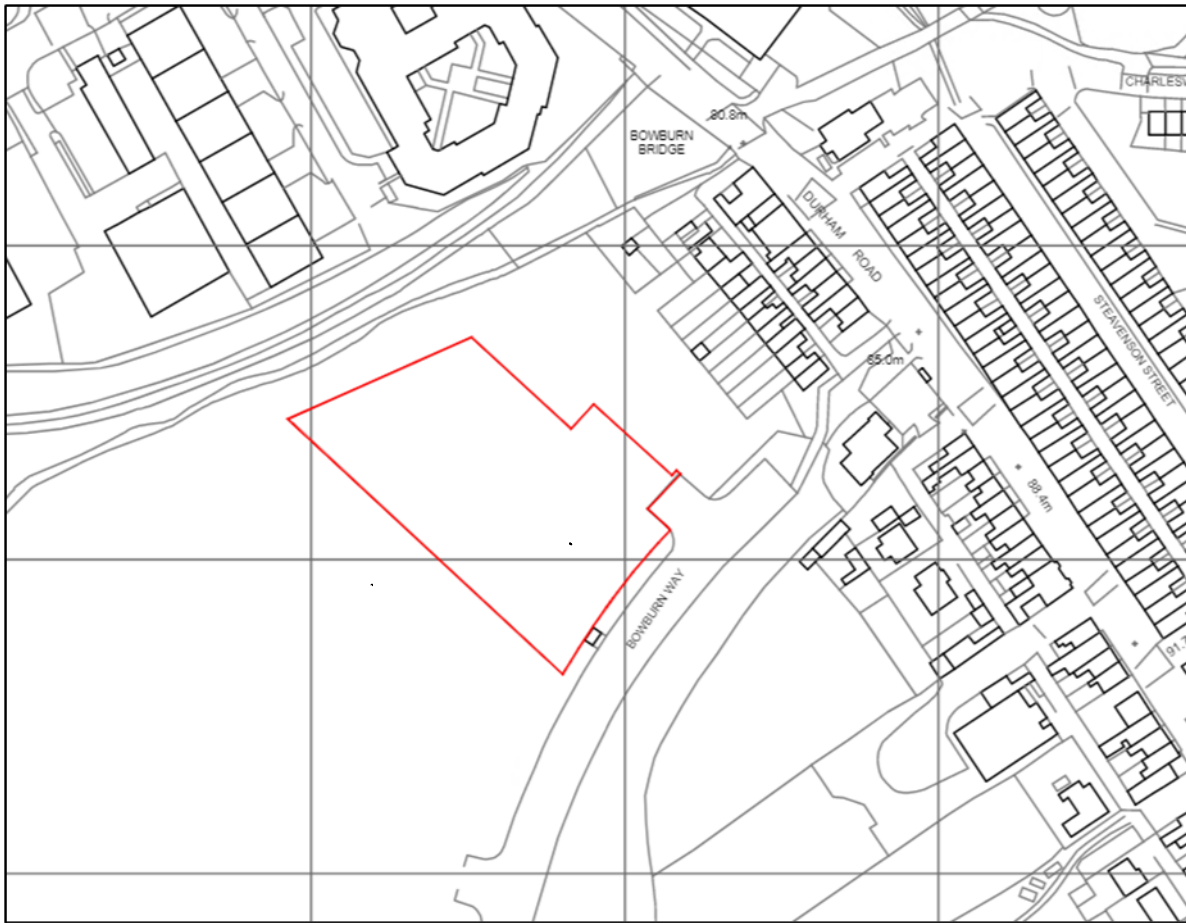 CHARLESW
80.8m
BOWBURN
BRIDGE
DURHAM ROAD
STEAVENSON STREET
85.0m
88.4m
BOWBURN WAY
91.7